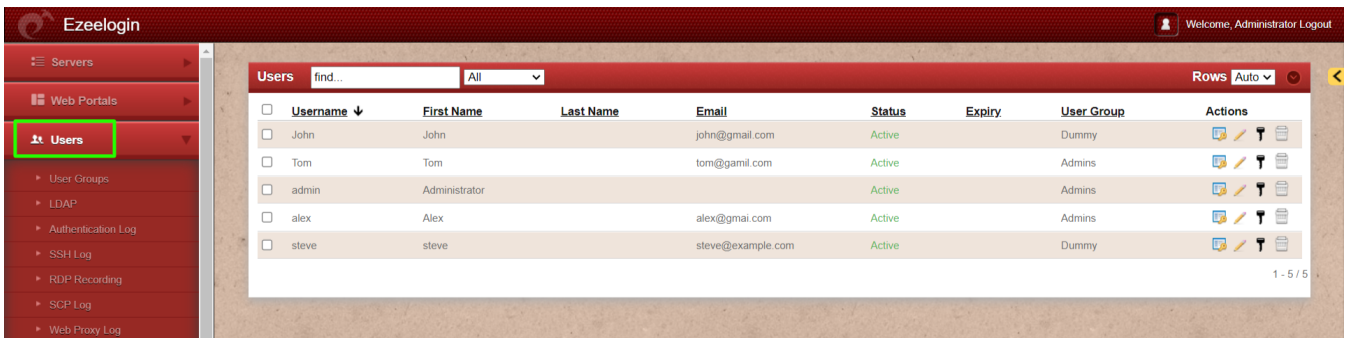 Ezeelogin
Welcome, Administrator Logout
Servers
Web Portals
Users
User Groups
LDAP
Authentication Log
SSH Log
RDP Recording
SCP Log
Web Proxy Log
Users find... All Rows Auto
Username First Name Last Name Email Status Expiry User Group Actions
John John john@gmail.com Active Dummy
Tom Tom tom@gamil.com Active Admins
admin Administrator Active Admins
alex Alex alex@gmai.com Active Admins
steve steve steve@example.com Active Dummy
1 - 5 / 5